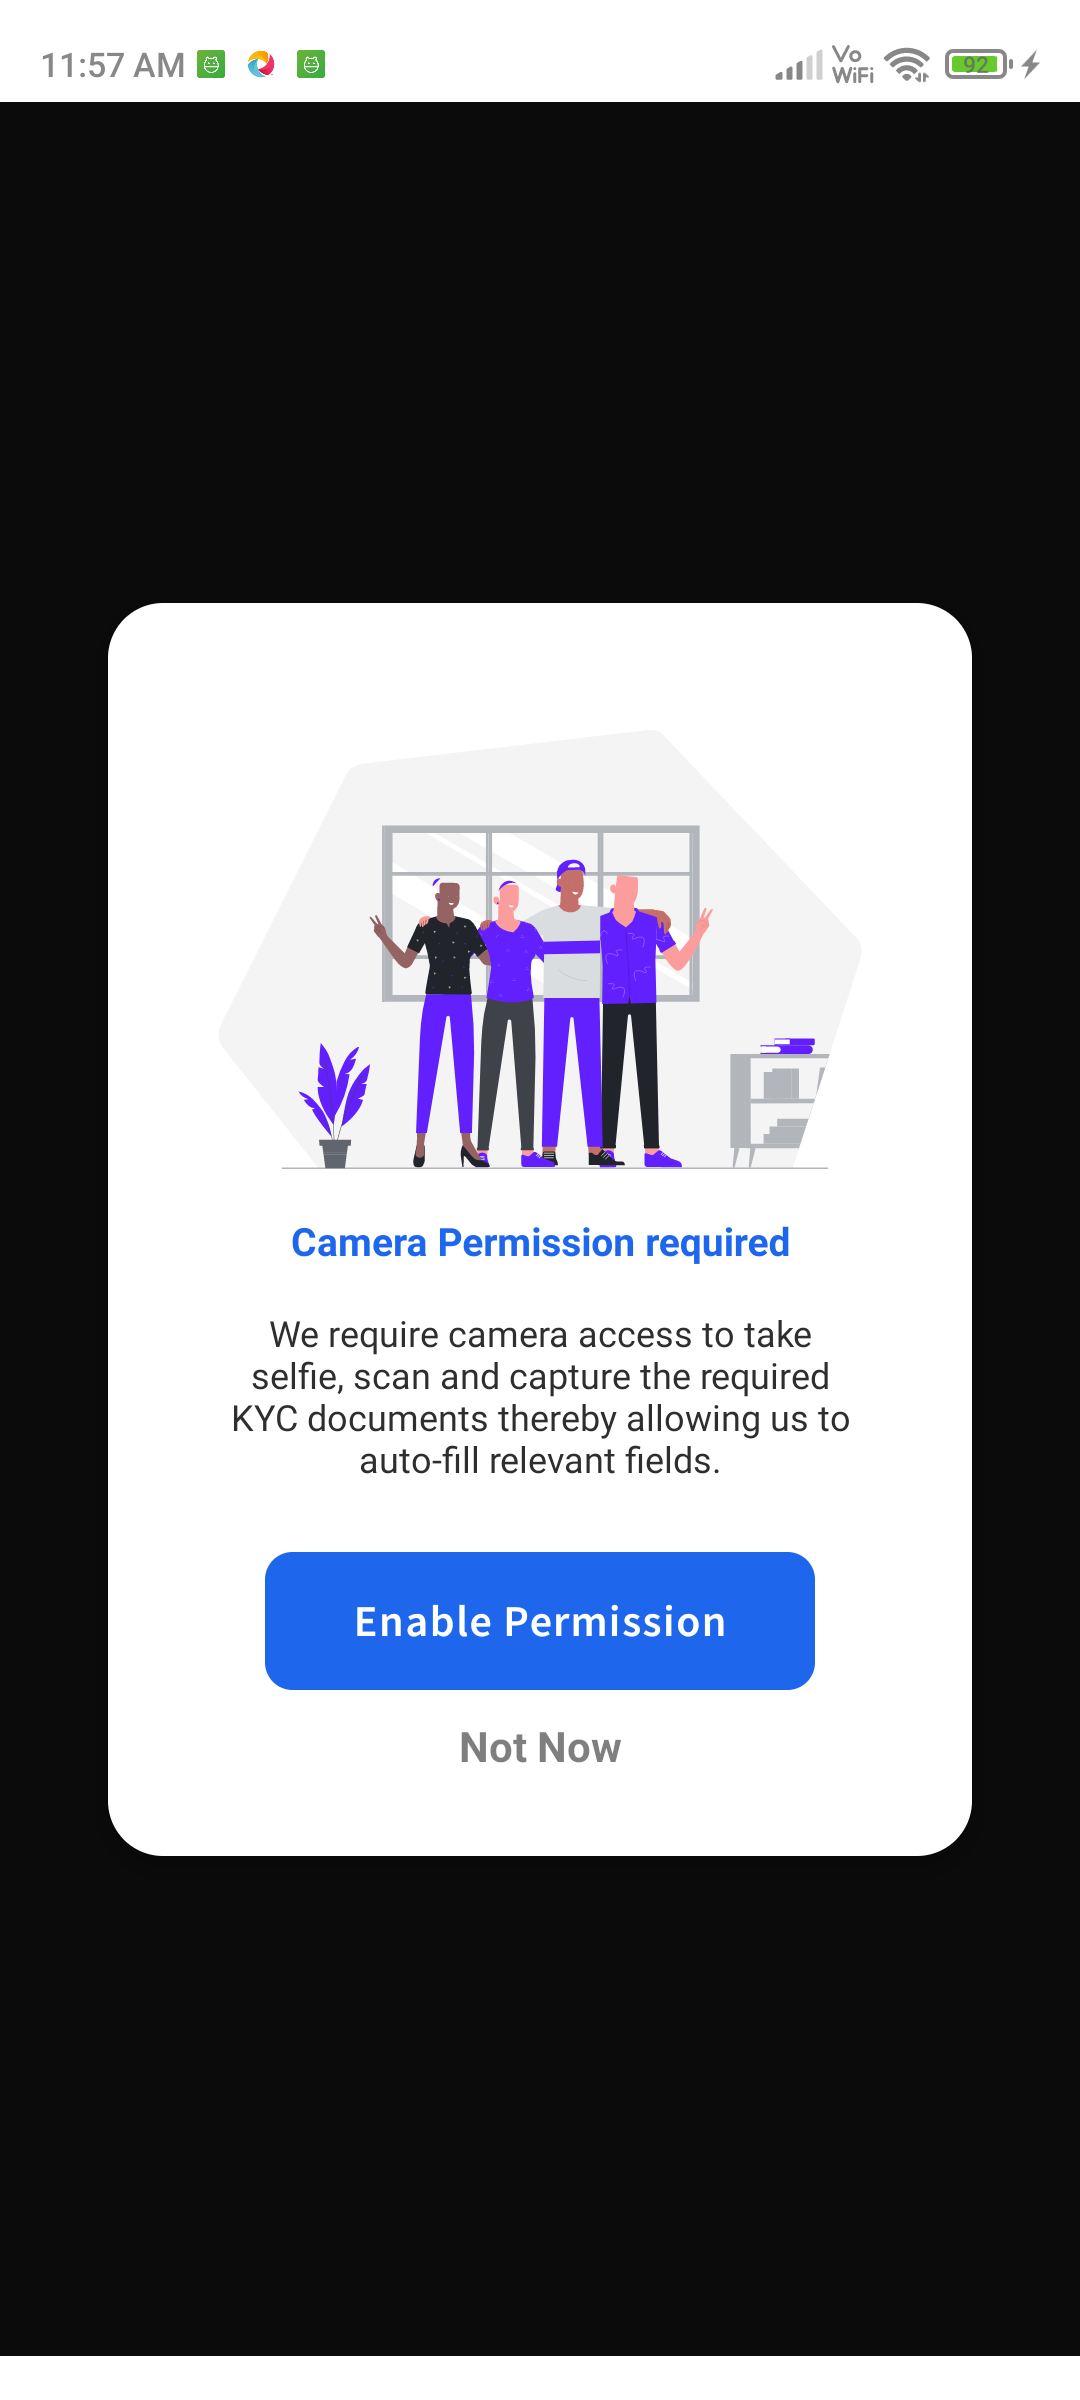 11:57 AM
Vo
WiFi
92
Camera Permission required
We require camera access to take
selfie, scan and capture the required
KYC documents thereby allowing us to
auto-fill relevant fields.
Enable Permission
Not Now